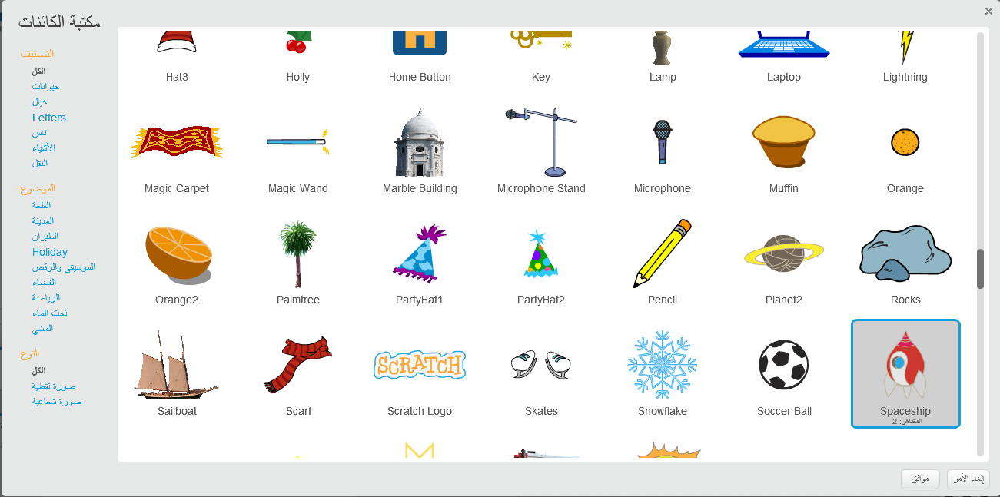 مكتبة الكائنات
التصنيف
الكل
حيوانات
خيال
Letters
ناس
الأشياء
النقل
الموضوع
القلعة
المدينة
الطيران
Holiday
الموسيقى والرقص
الفضاء
الرياضة
تحت الماء
المشي
النوع
الكل
صورة نقطية
صورة شعاعية
Hat3
Holly
Home Button
Key
Lamp
Laptop
Lightning
Magic Carpet
Magic Wand
Marble Building
Microphone Stand
Microphone
Muffin
Orange
Orange2
Palmtree
PartyHat1
PartyHat2
Pencil
Planet2
Rocks
SCRATCH
Sailboat
Scarf
Scratch Logo
Skates
Snowflake
Soccer Ball
Spaceship
المظاهر: 2
موافق
إلغاء الأمر